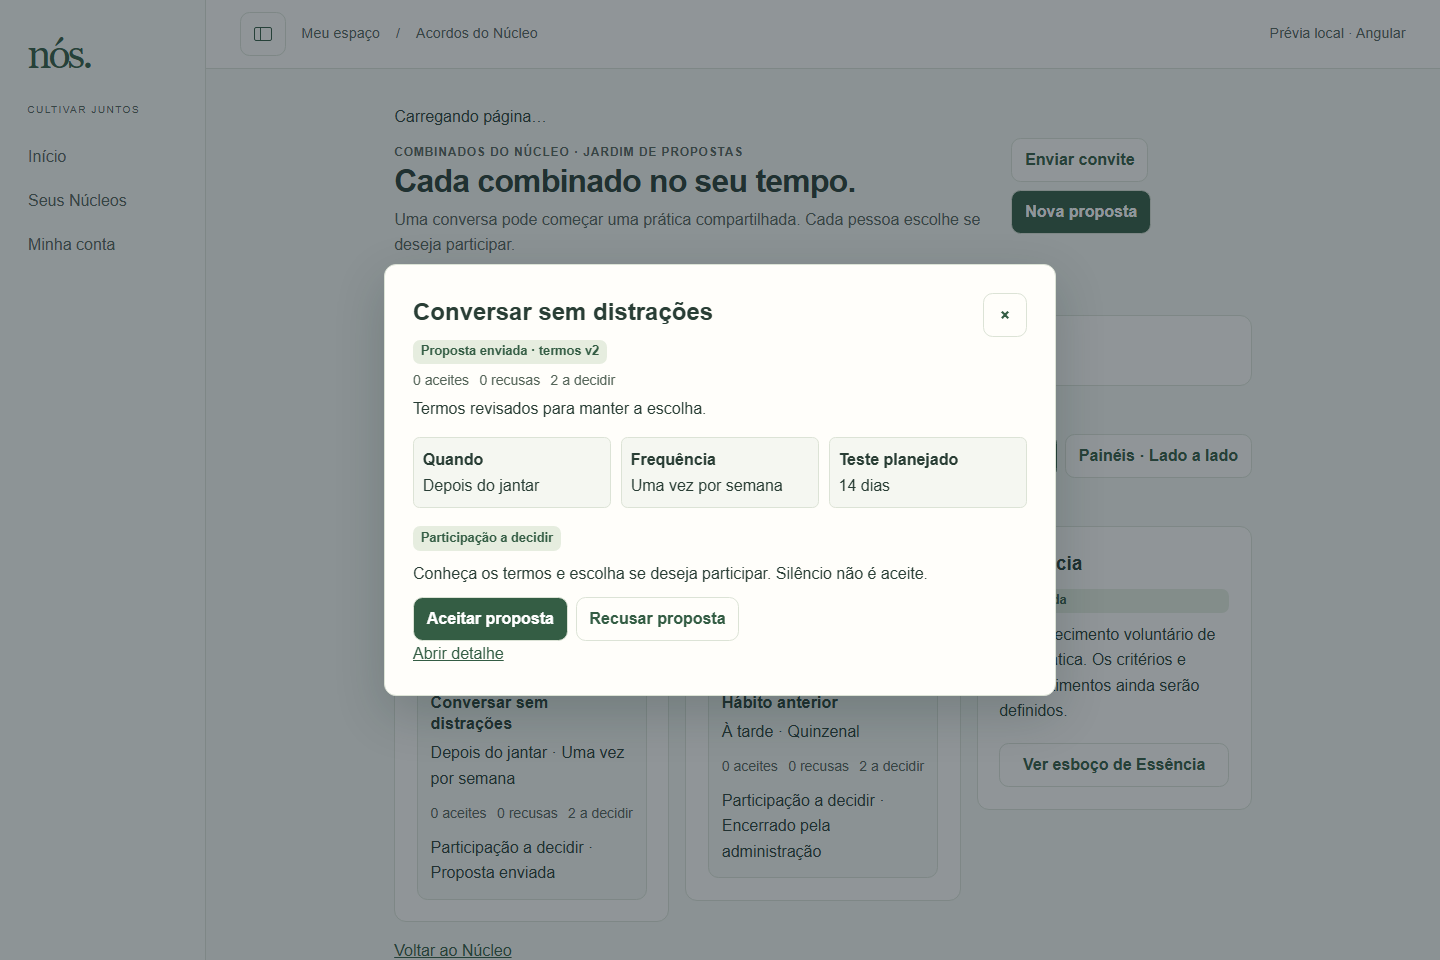 nós.
CULTIVAR JUNTOS
Início
Seus Núcleos
Minha conta
Meu espaço / Acordos do Núcleo
Prévia local · Angular
Carregando página…
COMBINADOS DO NÚCLEO · JARDIM DE PROPOSTAS
Cada combinado no seu tempo.
Uma conversa pode começar uma prática compartilhada. Cada pessoa escolhe se
deseja participar.
Enviar convite
Nova proposta
Conversar sem distrações
×
Proposta enviada · termos v2
0 aceites 0 recusas 2 a decidir
Termos revisados para manter a escolha.
Quando
Depois do jantar
Frequência
Uma vez por semana
Teste planejado
14 dias
Participação a decidir
Conheça os termos e escolha se deseja participar. Silêncio não é aceite.
Aceitar proposta
Recusar proposta
Abrir detalhe
Painéis · Lado a lado
Conversar sem
distrações
Depois do jantar · Uma vez
por semana
0 aceites 0 recusas 2 a decidir
Participação a decidir ·
Proposta enviada
Hábito anterior
À tarde · Quinzenal
0 aceites 0 recusas 2 a decidir
Participação a decidir ·
Encerrado pela
administração
voluntário de
Os critérios e
ainda serão
definidos.
Ver esboço de Essência
Voltar ao Núcleo